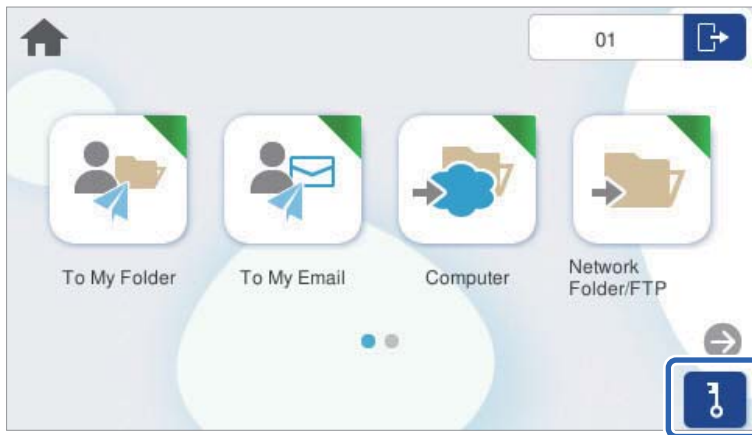 01
To My Folder
To My Email
Computer
Network
Folder/FTP